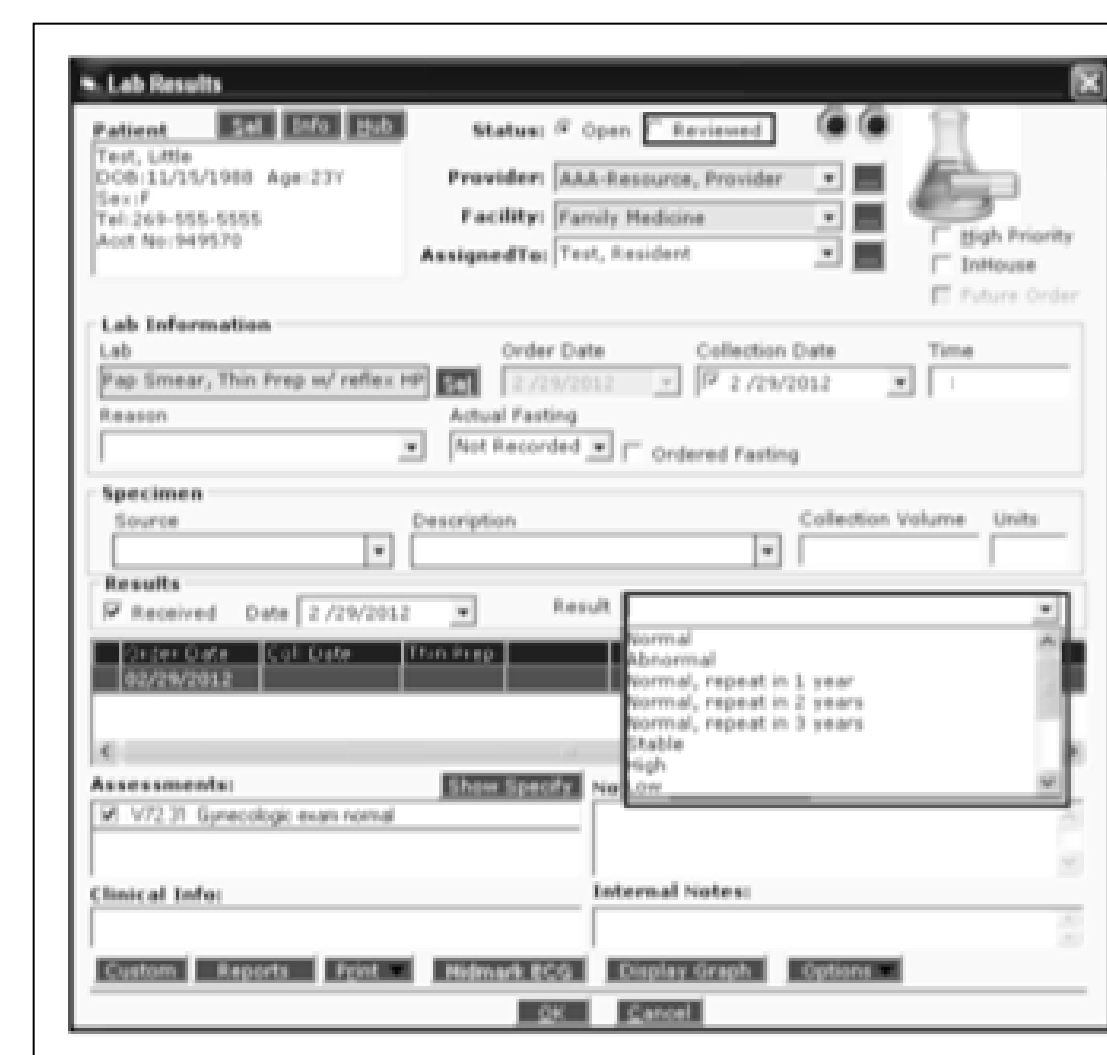 Lab Results
Patient Sel Info Hub
Test, Little
DOB:11/15/1988 Age:23Y
Sex:F
Tel:269-555-5555
Acct No:949570
Status: Open Reviewed
Provider: AAA-Resource, Provider
Facility: Family Medicine
AssignedTo: Test, Resident
High Priority
InHouse
Future Order
Lab Information
Lab Order Date Collection Date Time
Pap Smear, Thin Prep w/ reflex HP Sel 2 /29/2012 2 /29/2012 :
Reason Actual Fasting
Not Recorded Ordered Fasting
Specimen
Source Description Collection Volume Units
Results
Received Date 2 /29/2012 Result
Order Date Coll Date Thin Prep
02/29/2012
Normal
Abnormal
Normal, repeat in 1 year
Normal, repeat in 2 years
Normal, repeat in 3 years
Stable
High
Low
Assessments: Show Specify No
V72.31 Gynecologic exam normal
Clinical Info: Internal Notes:
Custom Reports Print Midmark ECG Display Graph Options
OK Cancel